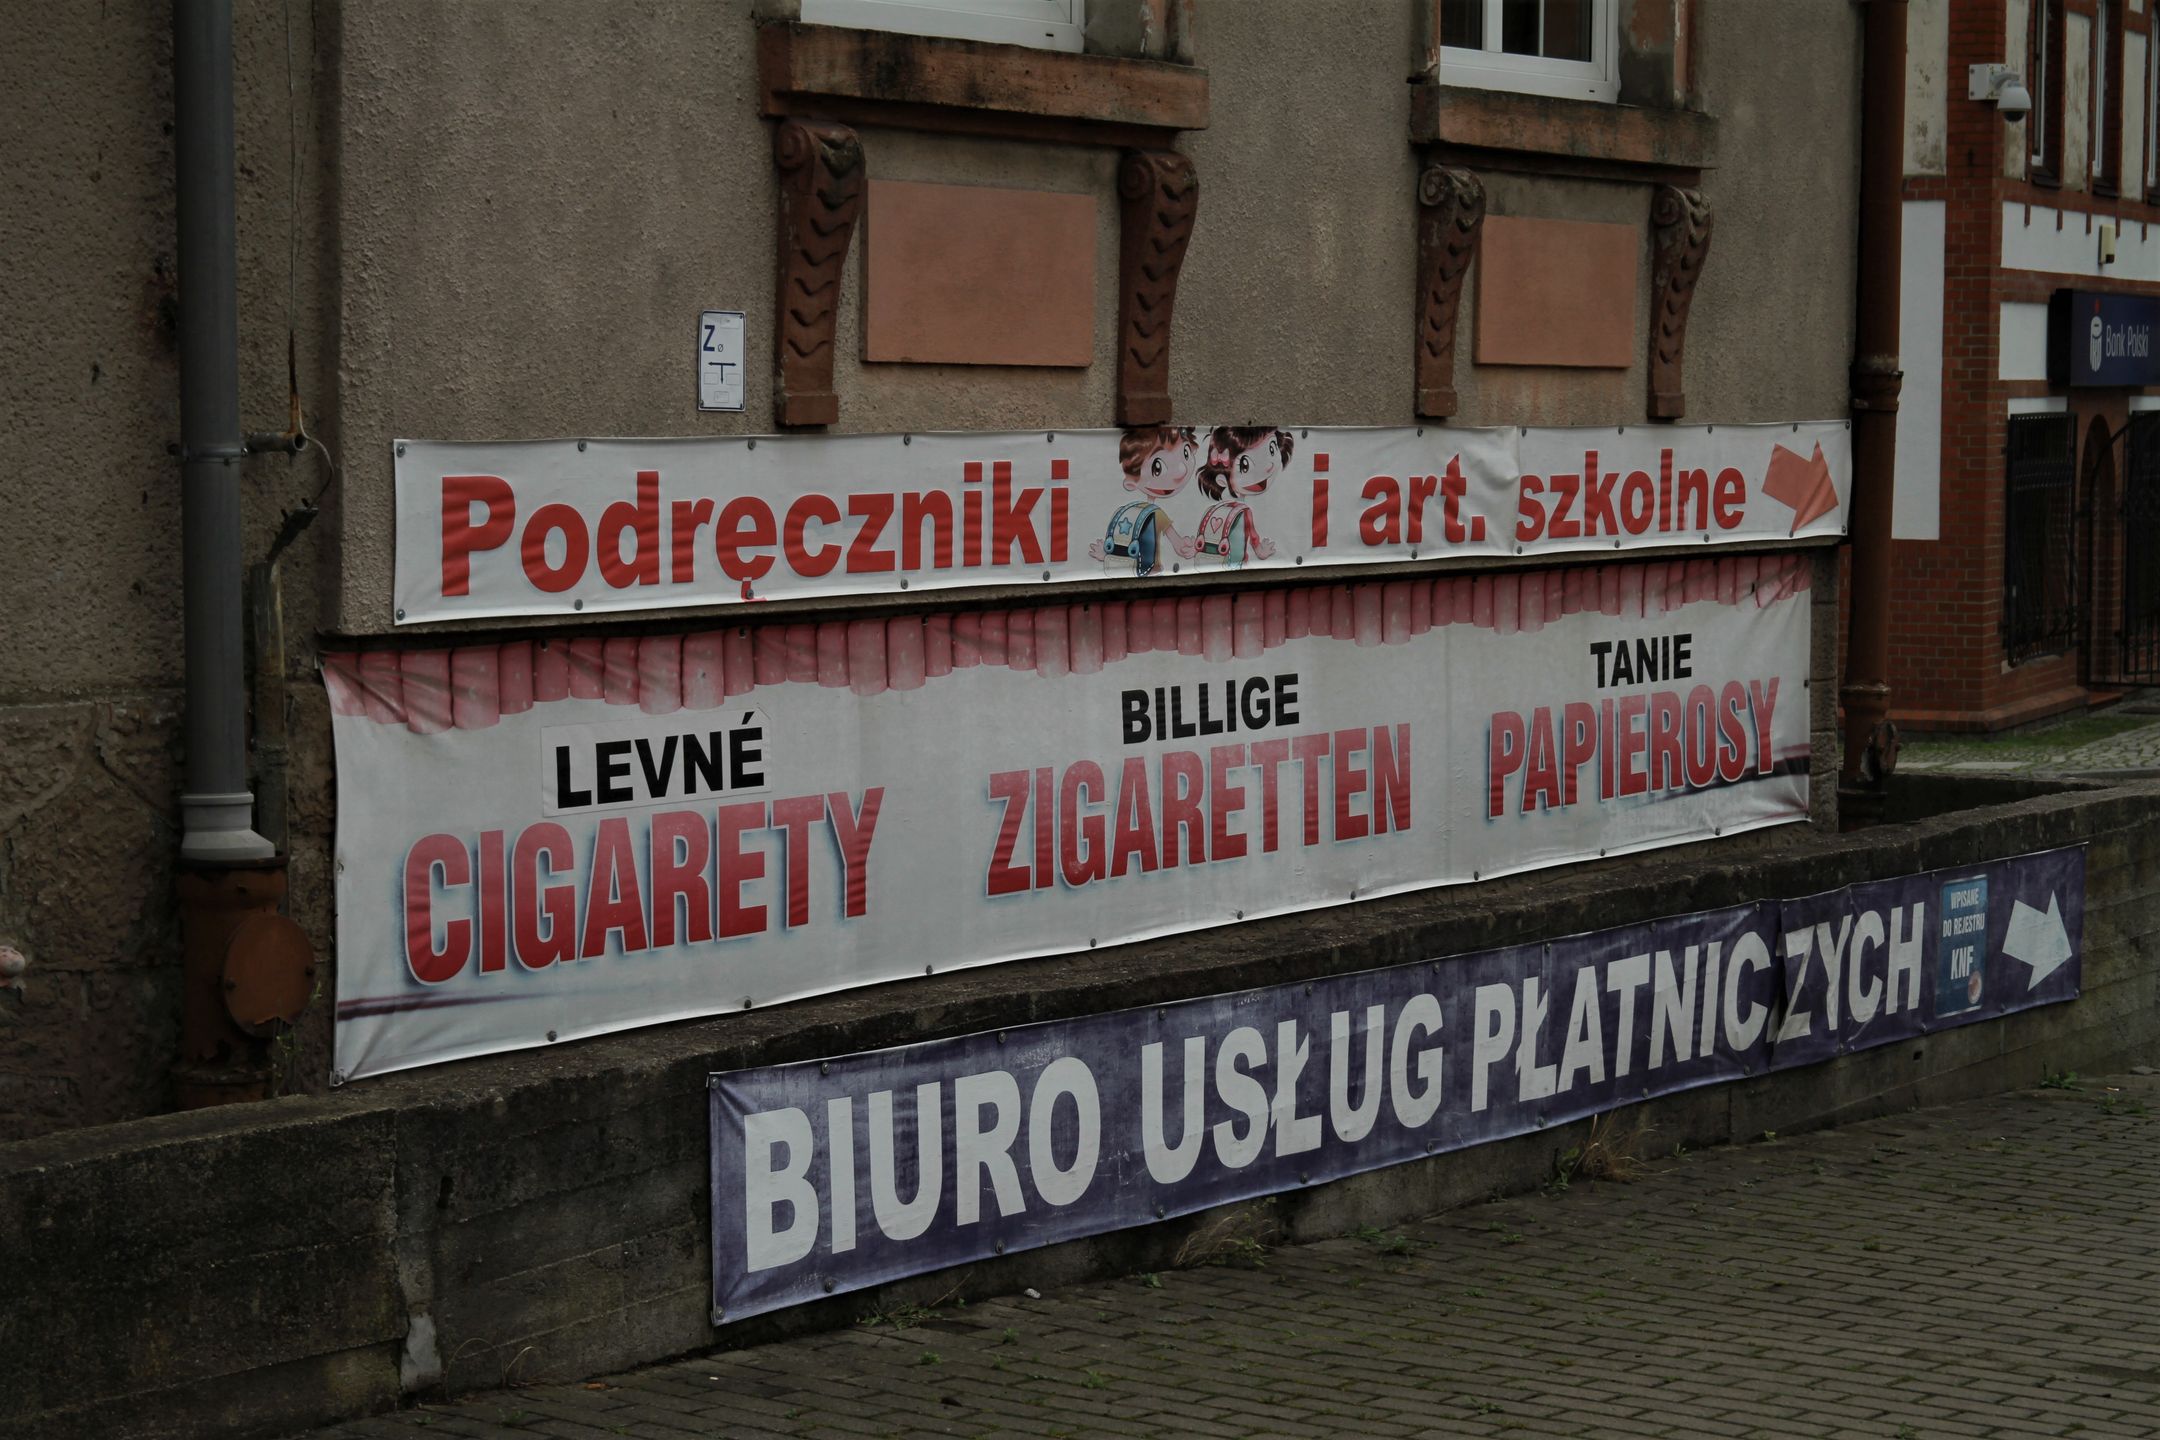 Z
Bank Polski
Podręczniki i art. szkolne
LEVNÉ
CIGARETY
BILLIGE
ZIGARETTEN
TANIE
PAPIEROSY
BIURO USŁUG PŁATNICZYCH
WPISANE
DO REJESTRU
KNF